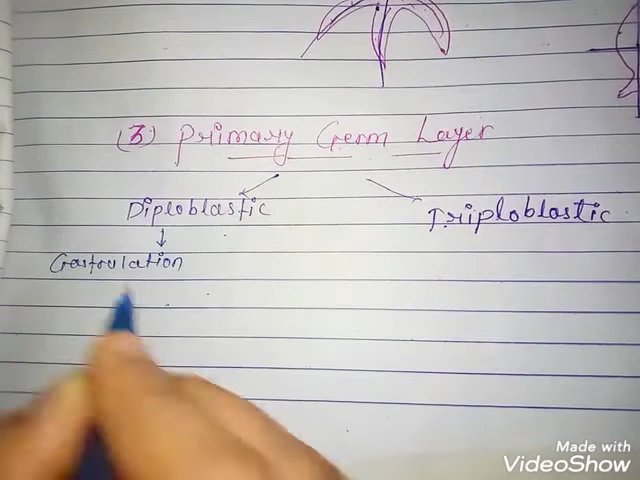 (3) Primary Germ Layer
Diploblastic
Triploblastic
Gastrulation
Made with
VideoShow